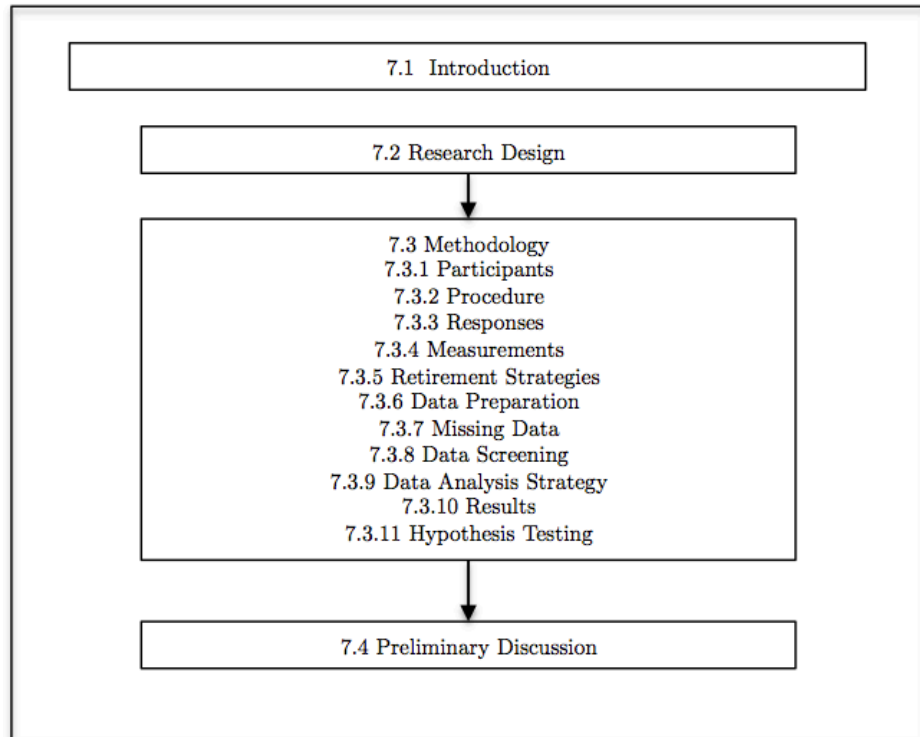 7.1 Introduction
7.2 Research Design
7.3 Methodology
7.3.1 Participants
7.3.2 Procedure
7.3.3 Responses
7.3.4 Measurements
7.3.5 Retirement Strategies
7.3.6 Data Preparation
7.3.7 Missing Data
7.3.8 Data Screening
7.3.9 Data Analysis Strategy
7.3.10 Results
7.3.11 Hypothesis Testing
7.4 Preliminary Discussion